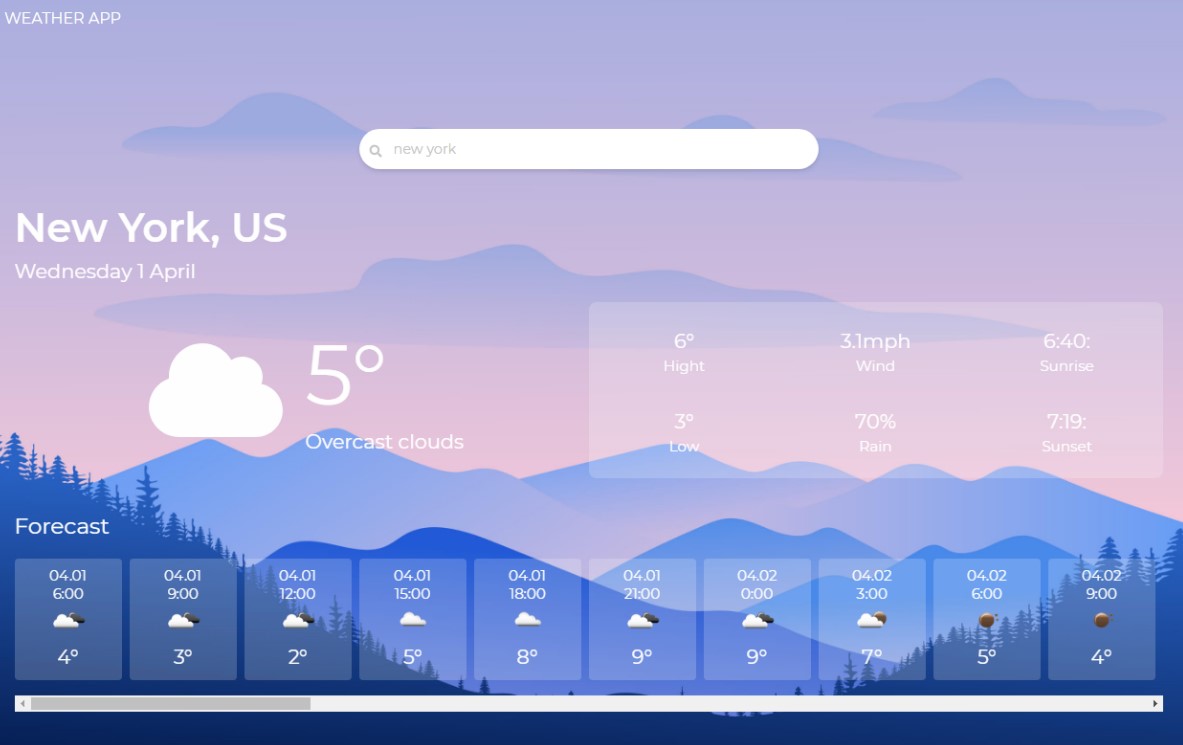 WEATHER APP
new york
New York, US
Wednesday 1 April
5°
Overcast clouds
6° 3.1mph 6:40:
Hight Wind Sunrise
3° 70% 7:19:
Low Rain Sunset
Forecast
04.01 04.01 04.01 04.01 04.01 04.01 04.02 04.02 04.02 04.02
6:00 9:00 12:00 15:00 18:00 21:00 0:00 3:00 6:00 9:00
4° 3° 2° 5° 8° 9° 9° 7° 5° 4°